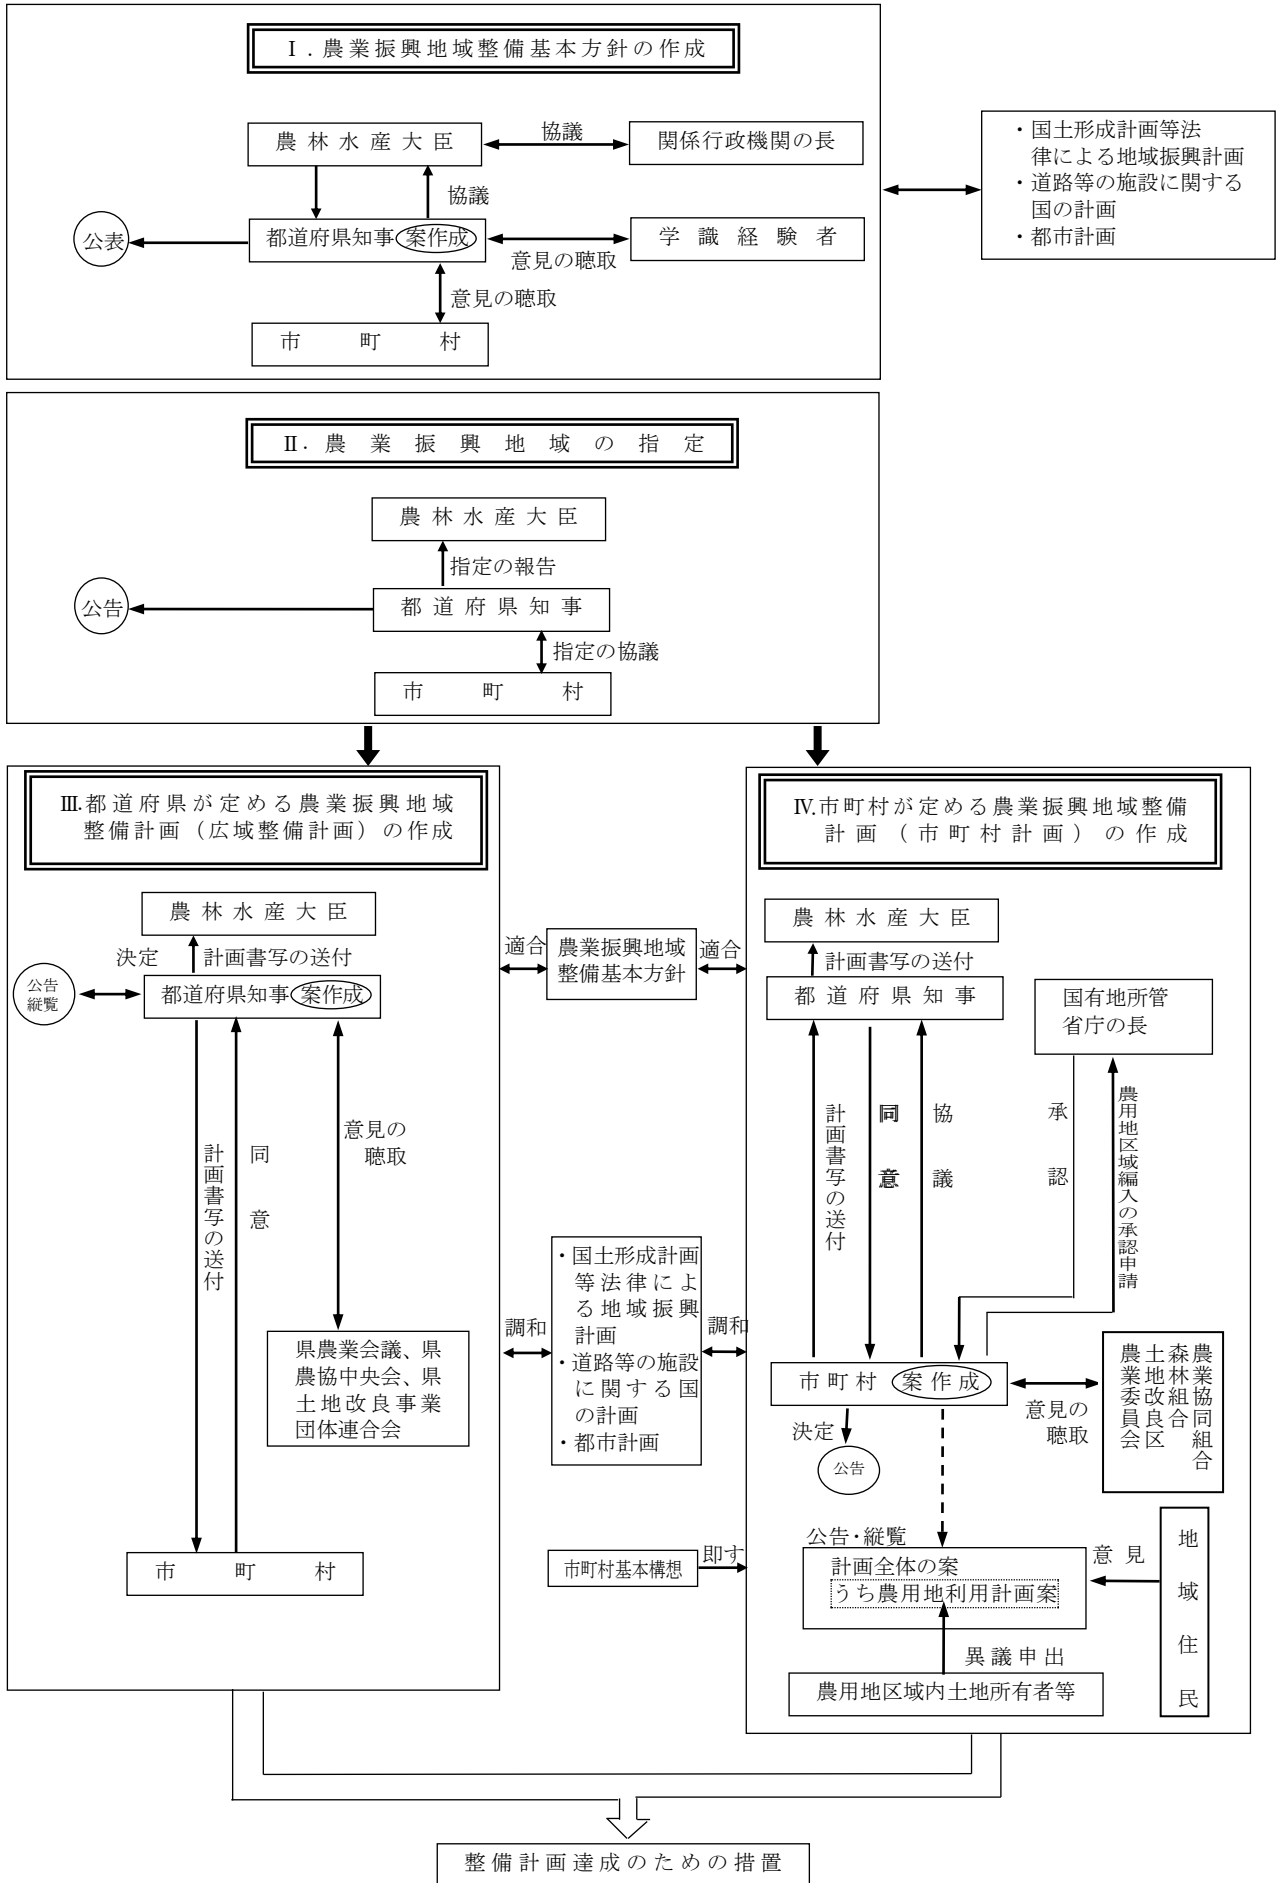 Ⅰ．農業振興地域整備基本方針の作成
農林水産大臣
協議
関係行政機関の長
協議
公表
都道府県知事
案作成
意見の聴取
学識経験者
意見の聴取
市町村
・国土形成計画等法
律による地域振興計画
・道路等の施設に関する
国の計画
・都市計画
Ⅱ．農業振興地域の指定
農林水産大臣
指定の報告
公告
都道府県知事
指定の協議
市町村
Ⅲ.都道府県が定める農業振興地域
整備計画（広域整備計画）の作成
農林水産大臣
決定
計画書写の送付
公告
縦覧
都道府県知事
案作成
計画書写の送付
同意
意見の
聴取
県農業会議、県
農協中央会、県
土地改良事業
団体連合会
市町村
適合
農業振興地域
整備基本方針
適合
調和
・国土形成計画
等法律によ
る地域振興
計画
・道路等の施設
に関する国
の計画
・都市計画
調和
市町村基本構想
即す
Ⅳ.市町村が定める農業振興地域整備
計画（市町村計画）の作成
農林水産大臣
計画書写の送付
都道府県知事
国有地所管
省庁の長
計画書写の送付
同意
協議
承認
農用地区域編入の承認申請
市町村
案作成
意見の
聴取
農業協同組合
森林組合
土地改良区
農業委員会
決定
公告
公告・縦覧
計画全体の案
うち農用地利用計画案
意見
地域住民
異議申出
農用地区域内土地所有者等
整備計画達成のための措置